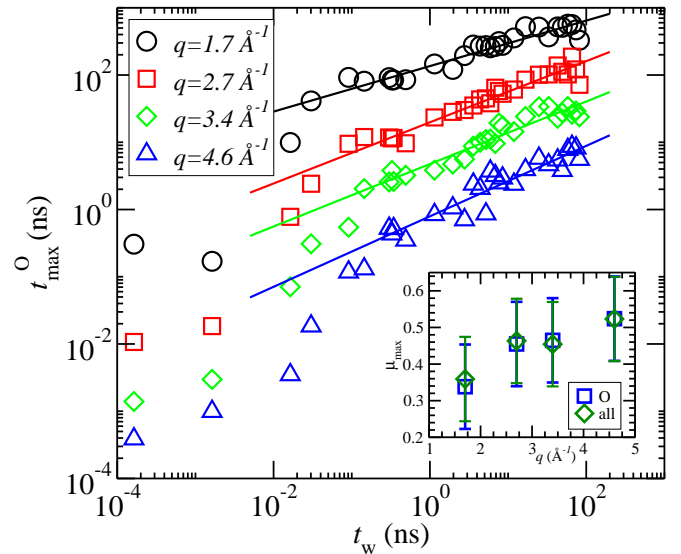 10²
10⁰
10⁻²
10⁻⁴
t_max^O (ns)
q=1.7 Å⁻¹
q=2.7 Å⁻¹
q=3.4 Å⁻¹
q=4.6 Å⁻¹
0.6
0.5
0.4
0.3
0.2
μ_max
O
all
1 2 3 4 5
q (Å⁻¹)
10⁻⁴ 10⁻² 10⁰ 10²
t_w (ns)